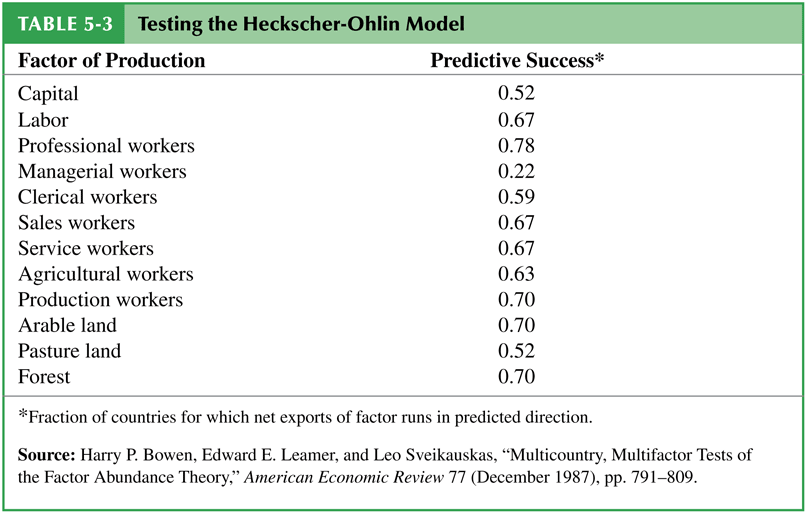 TABLE 5-3 Testing the Heckscher-Ohlin Model
Factor of Production Predictive Success*
Capital 0.52
Labor 0.67
Professional workers 0.78
Managerial workers 0.22
Clerical workers 0.59
Sales workers 0.67
Service workers 0.67
Agricultural workers 0.63
Production workers 0.70
Arable land 0.70
Pasture land 0.52
Forest 0.70
*Fraction of countries for which net exports of factor runs in predicted direction.
Source: Harry P. Bowen, Edward E. Leamer, and Leo Sveikauskas, “Multicountry, Multifactor Tests of
the Factor Abundance Theory,” American Economic Review 77 (December 1987), pp. 791–809.